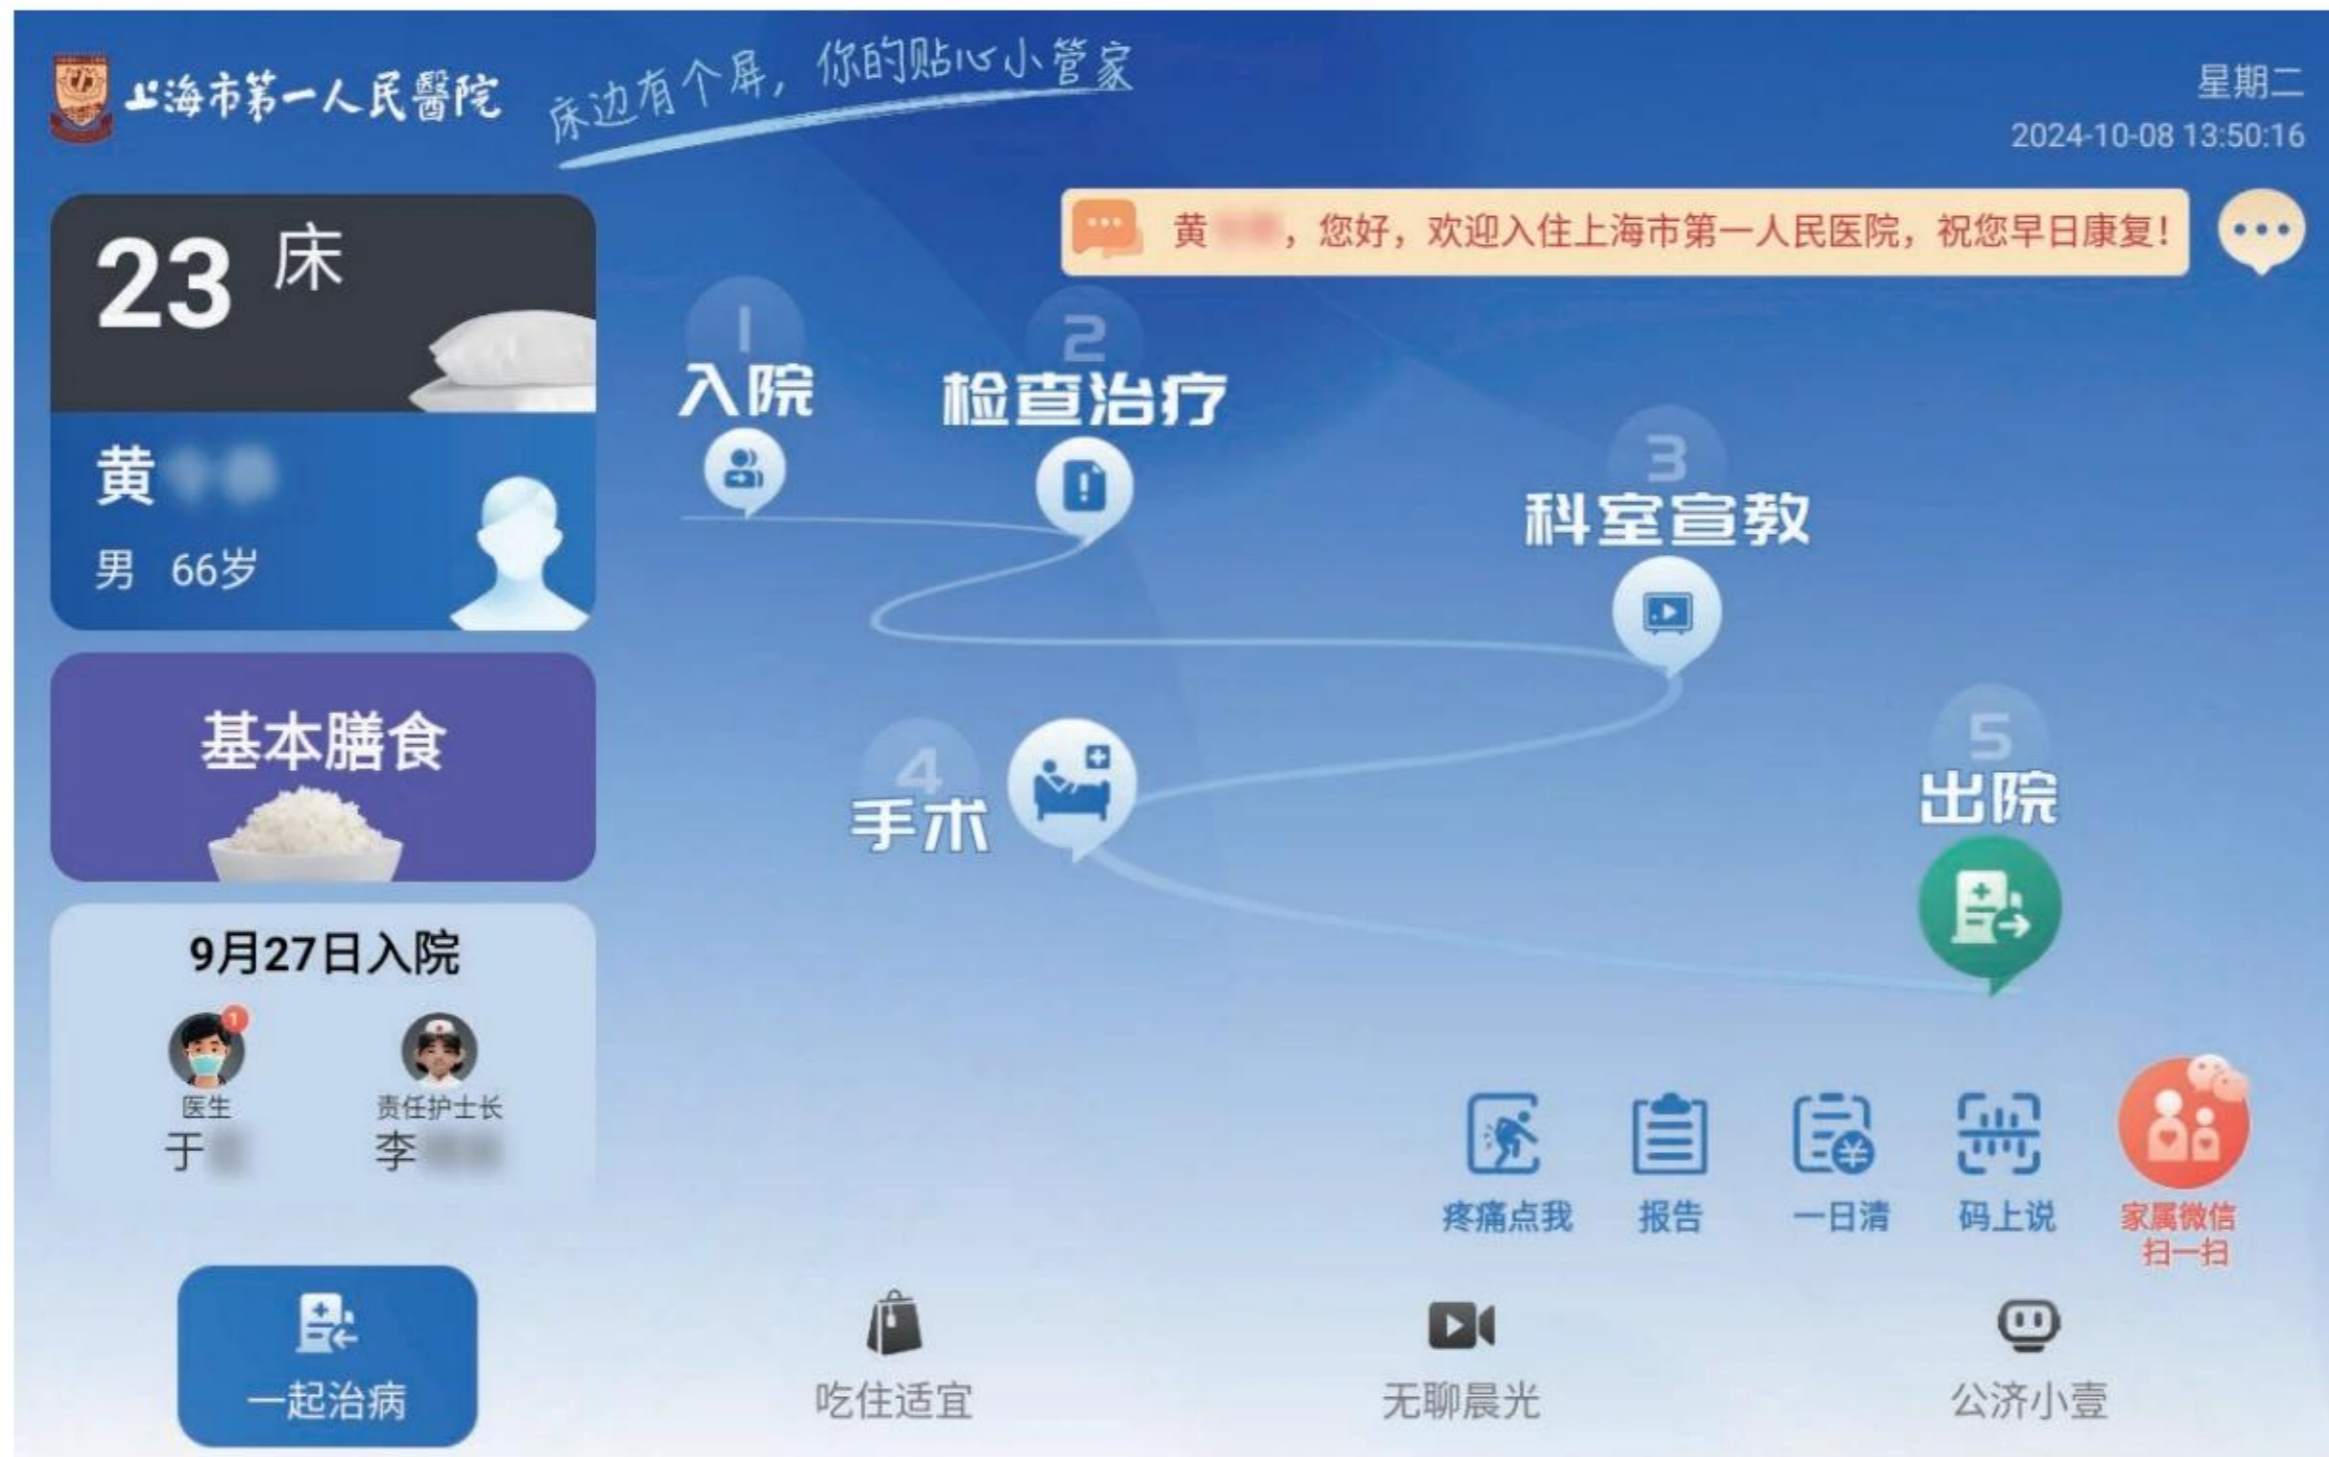 上海市第一人民醫院
床边有个屏，你的贴心小管家
星期二
2024-10-08 13:50:16
黄 ，您好，欢迎入住上海市第一人民医院，祝您早日康复！
23 床
黄
男 66岁
基本膳食
9月27日入院
1
医生
于
责任护士长
李
1
入院
2
检查治疗
3
科室宣教
4
手术
5
出院
疼痛点我
报告
一日清
码上说
家属微信
扫一扫
一起治病
吃住适宜
无聊晨光
公济小壹